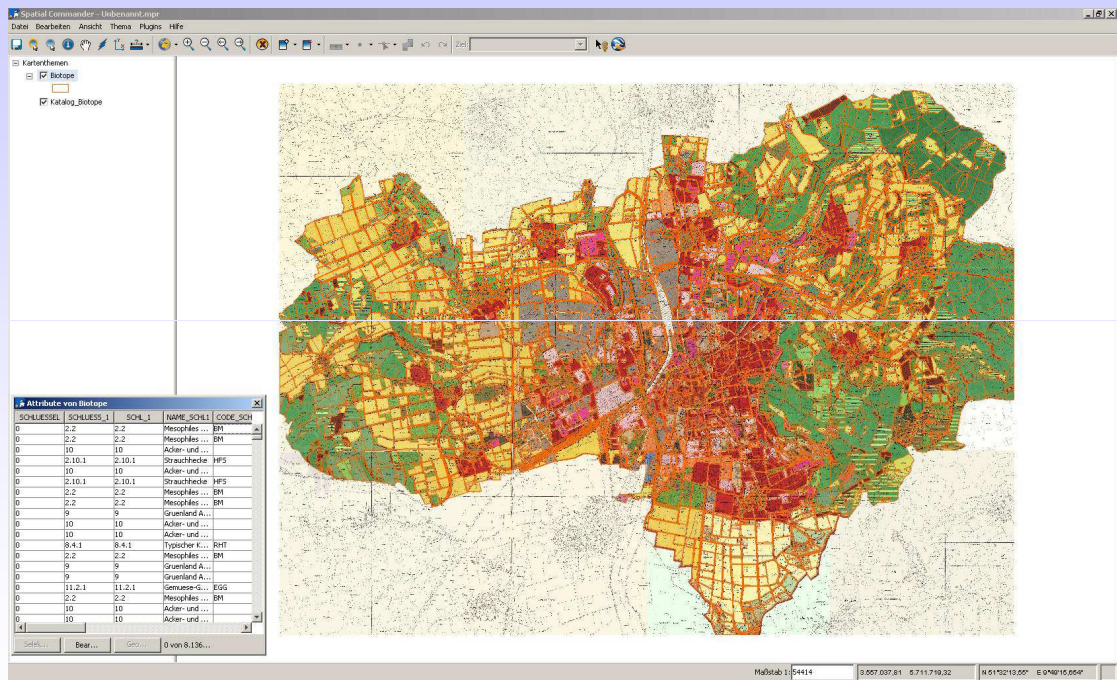 Spatial Commander - Unbenannt.mpr
Datei Bearbeiten Ansicht Thema Plugins Hilfe
Ziel:
Kartenthemen
Biotope
Katalog_Biotope
Attribute von Biotope
SCHLUESSEL SCHLUESS_1 SCHL_1 NAME_SCHL1 CODE_SCH
0 2.2 2.2 Mesophiles ... BM
0 2.2 2.2 Mesophiles ... BM
0 10 10 Acker- und ...
0 2.10.1 2.10.1 Strauchhecke HFS
0 10 10 Acker- und ...
0 2.10.1 2.10.1 Strauchhecke HFS
0 2.2 2.2 Mesophiles ... BM
0 2.2 2.2 Mesophiles ... BM
0 9 9 Gruenland A...
0 10 10 Acker- und ...
0 10 10 Acker- und ...
0 8.4.1 8.4.1 Typischer K... RHT
0 2.2 2.2 Mesophiles ... BM
0 9 9 Gruenland A...
0 9 9 Gruenland A...
0 11.2.1 11.2.1 Gemuese-G... EGG
0 2.2 2.2 Mesophiles ... BM
0 10 10 Acker- und ...
0 10 10 Acker- und ...
0 10 10 Acker- und ...
Selek... Bear... Geo... 0 von 8.136...
Maßstab 1: 54414 3.557.037,81 5.711.719,32 N 51°32'13,55" E 9°49'15,664"